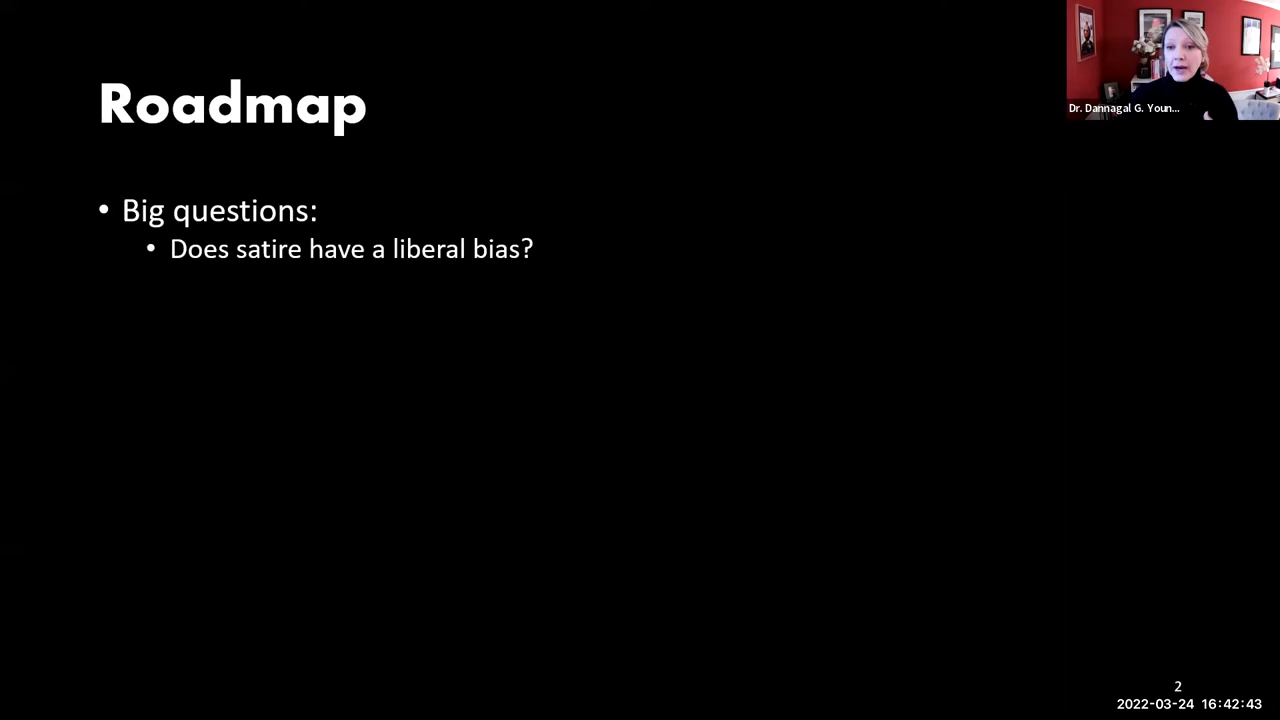 Roadmap
Dr. Dannagal G. Youn...
• Big questions:
• Does satire have a liberal bias?
2
2022-03-24 16:42:43